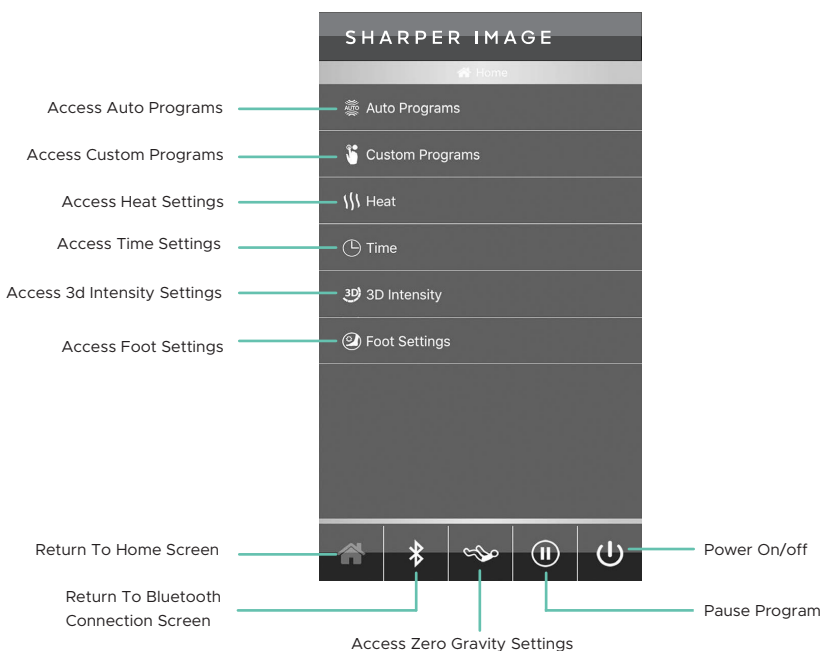 SHARPER IMAGE
Home
Access Auto Programs
AUTO
Auto Programs
Access Custom Programs
Custom Programs
Access Heat Settings
Heat
Access Time Settings
Time
Access 3d Intensity Settings
3D
3D Intensity
Access Foot Settings
Foot Settings
Return To Home Screen
Power On/off
Return To Bluetooth
Connection Screen
Pause Program
Access Zero Gravity Settings